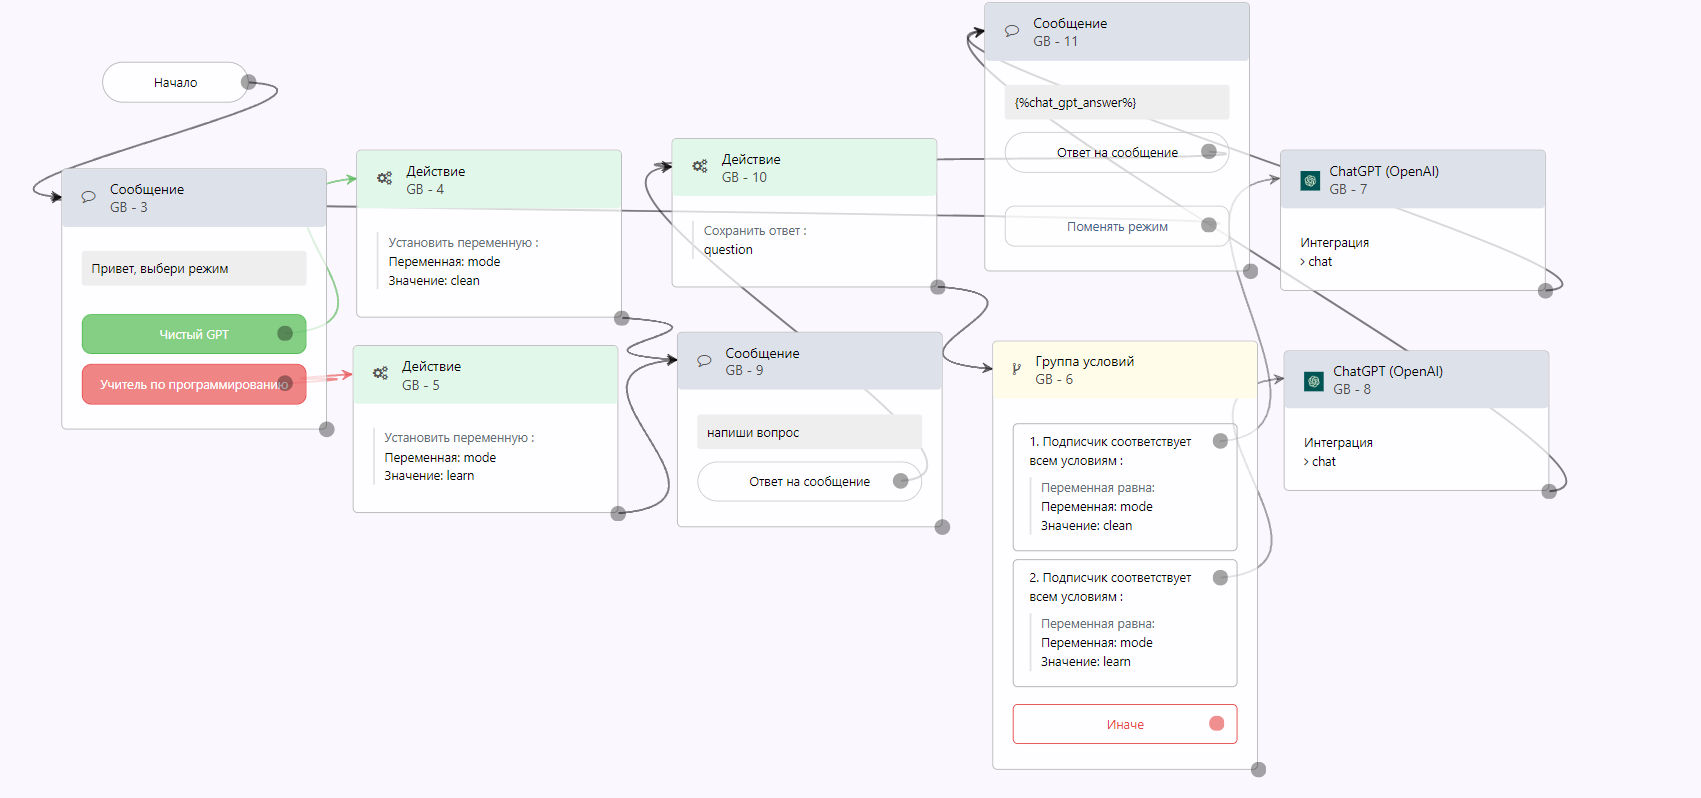 Начало
Сообщение
GB - 3
Привет, выбери режим
Чистый GPT
Учитель по программированию
Действие
GB - 4
Установить переменную :
Переменная: mode
Значение: clean
Действие
GB - 5
Установить переменную :
Переменная: mode
Значение: learn
Действие
GB - 10
Сохранить ответ :
question
Сообщение
GB - 9
напиши вопрос
Ответ на сообщение
Сообщение
GB - 11
{%chat_gpt_answer%}
Ответ на сообщение
Поменять режим
Группа условий
GB - 6
1. Подписчик соответствует
всем условиям :
Переменная равна:
Переменная: mode
Значение: clean
2. Подписчик соответствует
всем условиям :
Переменная равна:
Переменная: mode
Значение: learn
Иначе
ChatGPT (OpenAI)
GB - 7
Интеграция
> chat
ChatGPT (OpenAI)
GB - 8
Интеграция
> chat